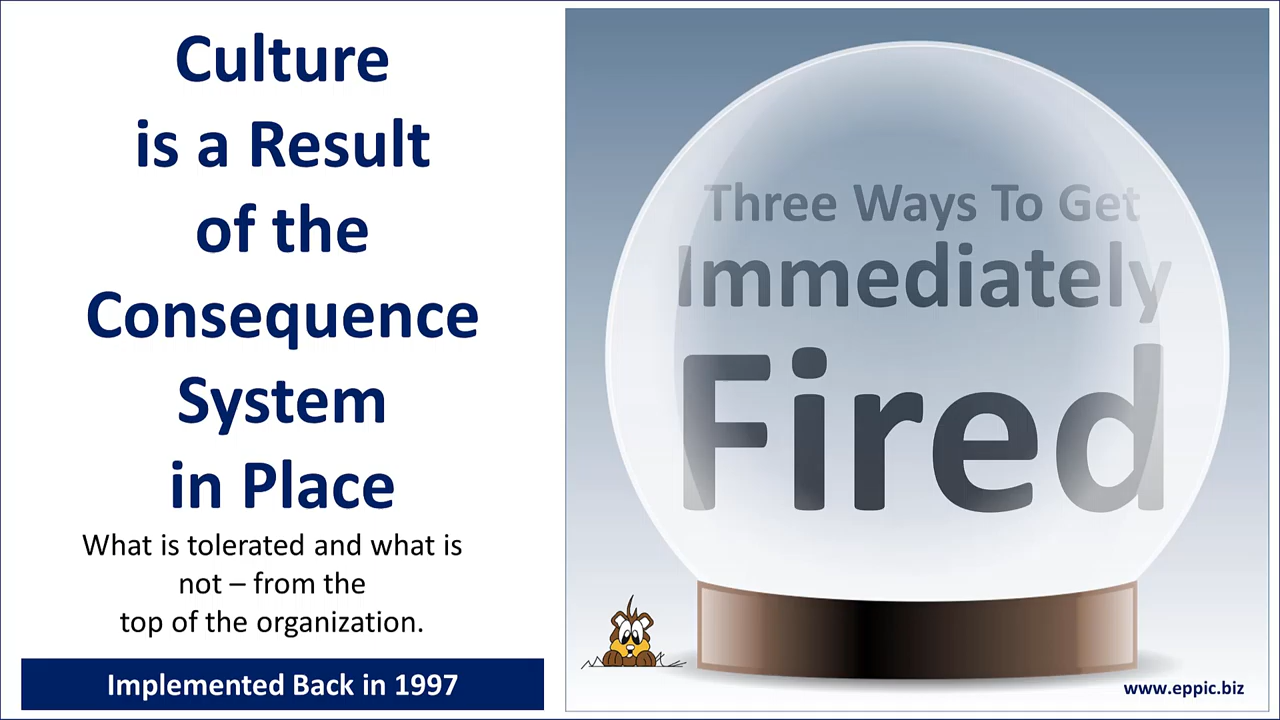 Culture
is a Result
of the
Consequence
System
in Place
What is tolerated and what is
not – from the
top of the organization.
Implemented Back in 1997
Three Ways To Get
Immediately
Fired
www.eppic.biz